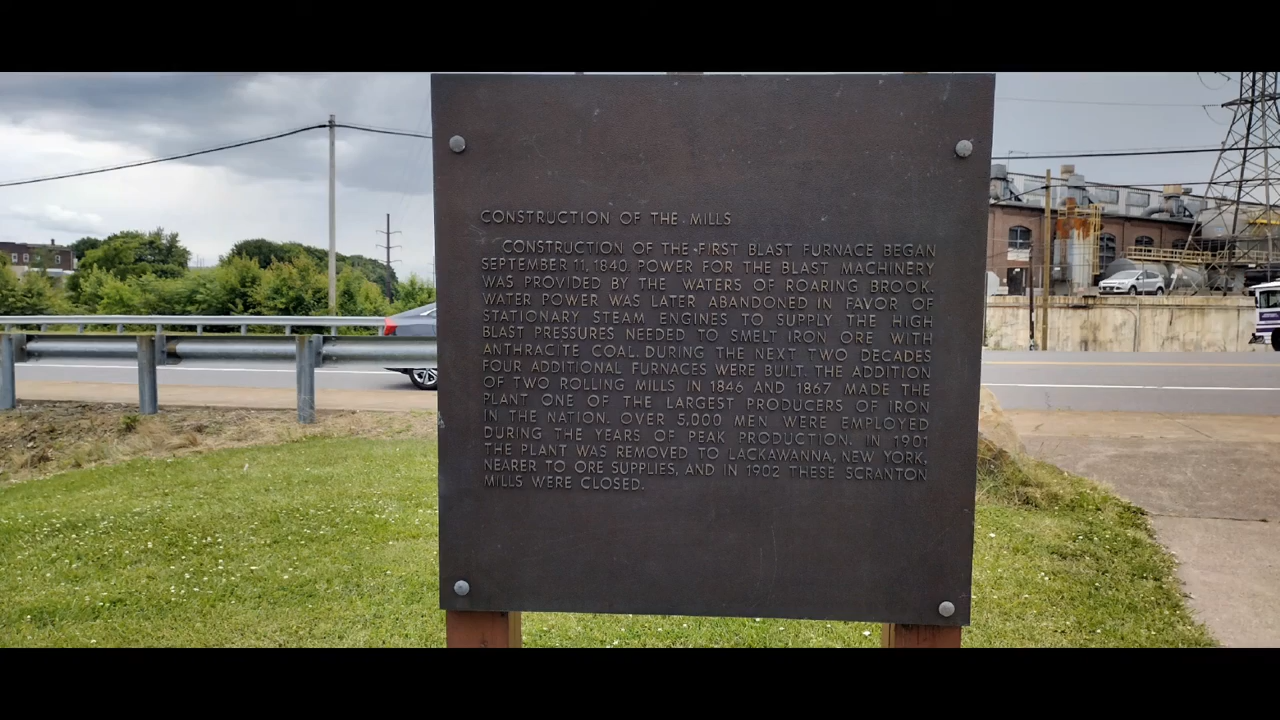 CONSTRUCTION OF THE MILLS
CONSTRUCTION OF THE FIRST BLAST FURNACE BEGAN
SEPTEMBER 11, 1840. POWER FOR THE BLAST MACHINERY
WAS PROVIDED BY THE WATERS OF ROARING BROOK.
WATER POWER WAS LATER ABANDONED IN FAVOR OF
STATIONARY STEAM ENGINES TO SUPPLY THE HIGH
BLAST PRESSURES NEEDED TO SMELT IRON ORE WITH
ANTHRACITE COAL. DURING THE NEXT TWO DECADES
FOUR ADDITIONAL FURNACES WERE BUILT. THE ADDITION
OF TWO ROLLING MILLS IN 1846 AND 1867 MADE THE
PLANT ONE OF THE LARGEST PRODUCERS OF IRON
IN THE NATION. OVER 5,000 MEN WERE EMPLOYED
DURING THE YEARS OF PEAK PRODUCTION. IN 1901
THE PLANT WAS REMOVED TO LACKAWANNA, NEW YORK,
NEARER TO ORE SUPPLIES, AND IN 1902 THESE SCRANTON
MILLS WERE CLOSED.